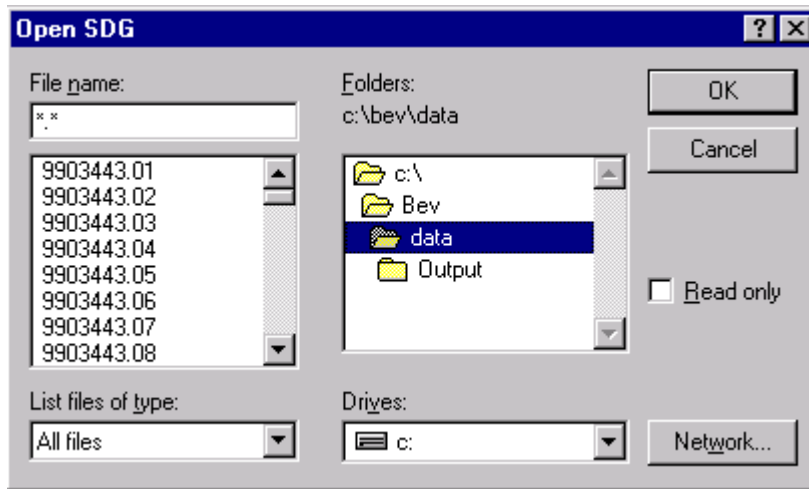 Open SDG
File name:
*.*
9903443.01
9903443.02
9903443.03
9903443.04
9903443.05
9903443.06
9903443.07
9903443.08
List files of type:
All files
Folders:
c:\bev\data
c:\
Bev
data
Output
Drives:
c:
OK
Cancel
Read only
Network...